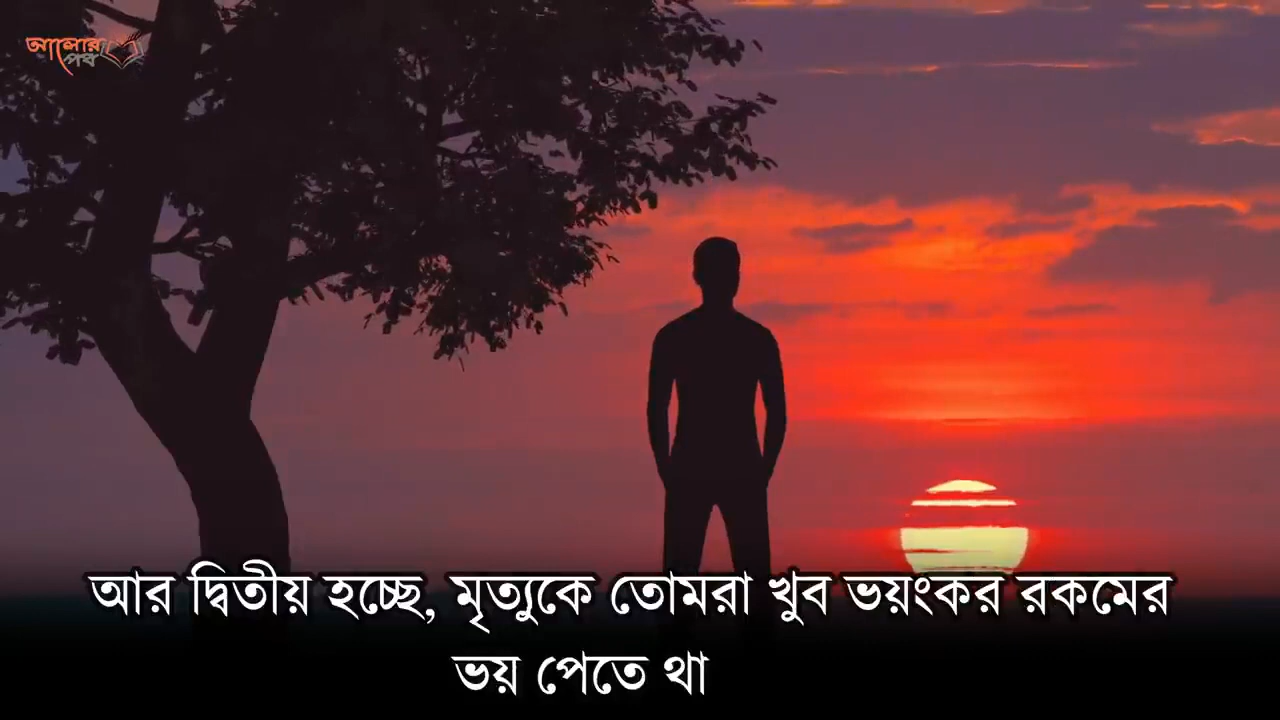 আলোর
পথ
আর দ্বিতীয় হচ্ছে, মৃত্যুকে তোমরা খুব ভয়ংকর রকমের
ভয় পেতে থা